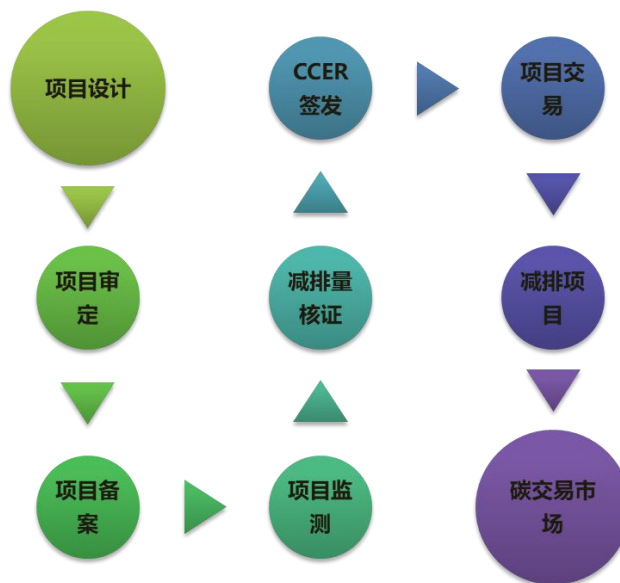 项目设计
项目审
定
项目备
案
项目监
测
减排量
核证
CCER
签发
项目交
易
减排项
目
碳交易市
场